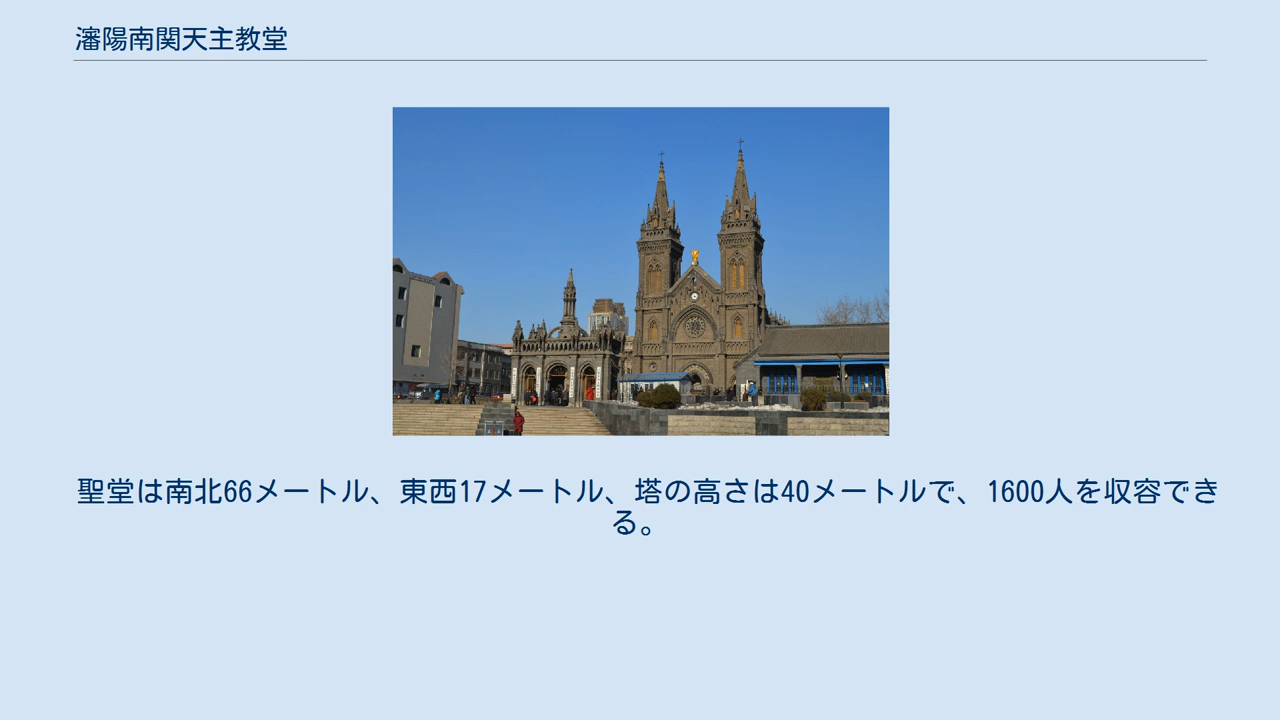 瀋陽南関天主教堂
聖堂は南北66メートル、東西17メートル、塔の高さは40メートルで、1600人を収容でき
る。